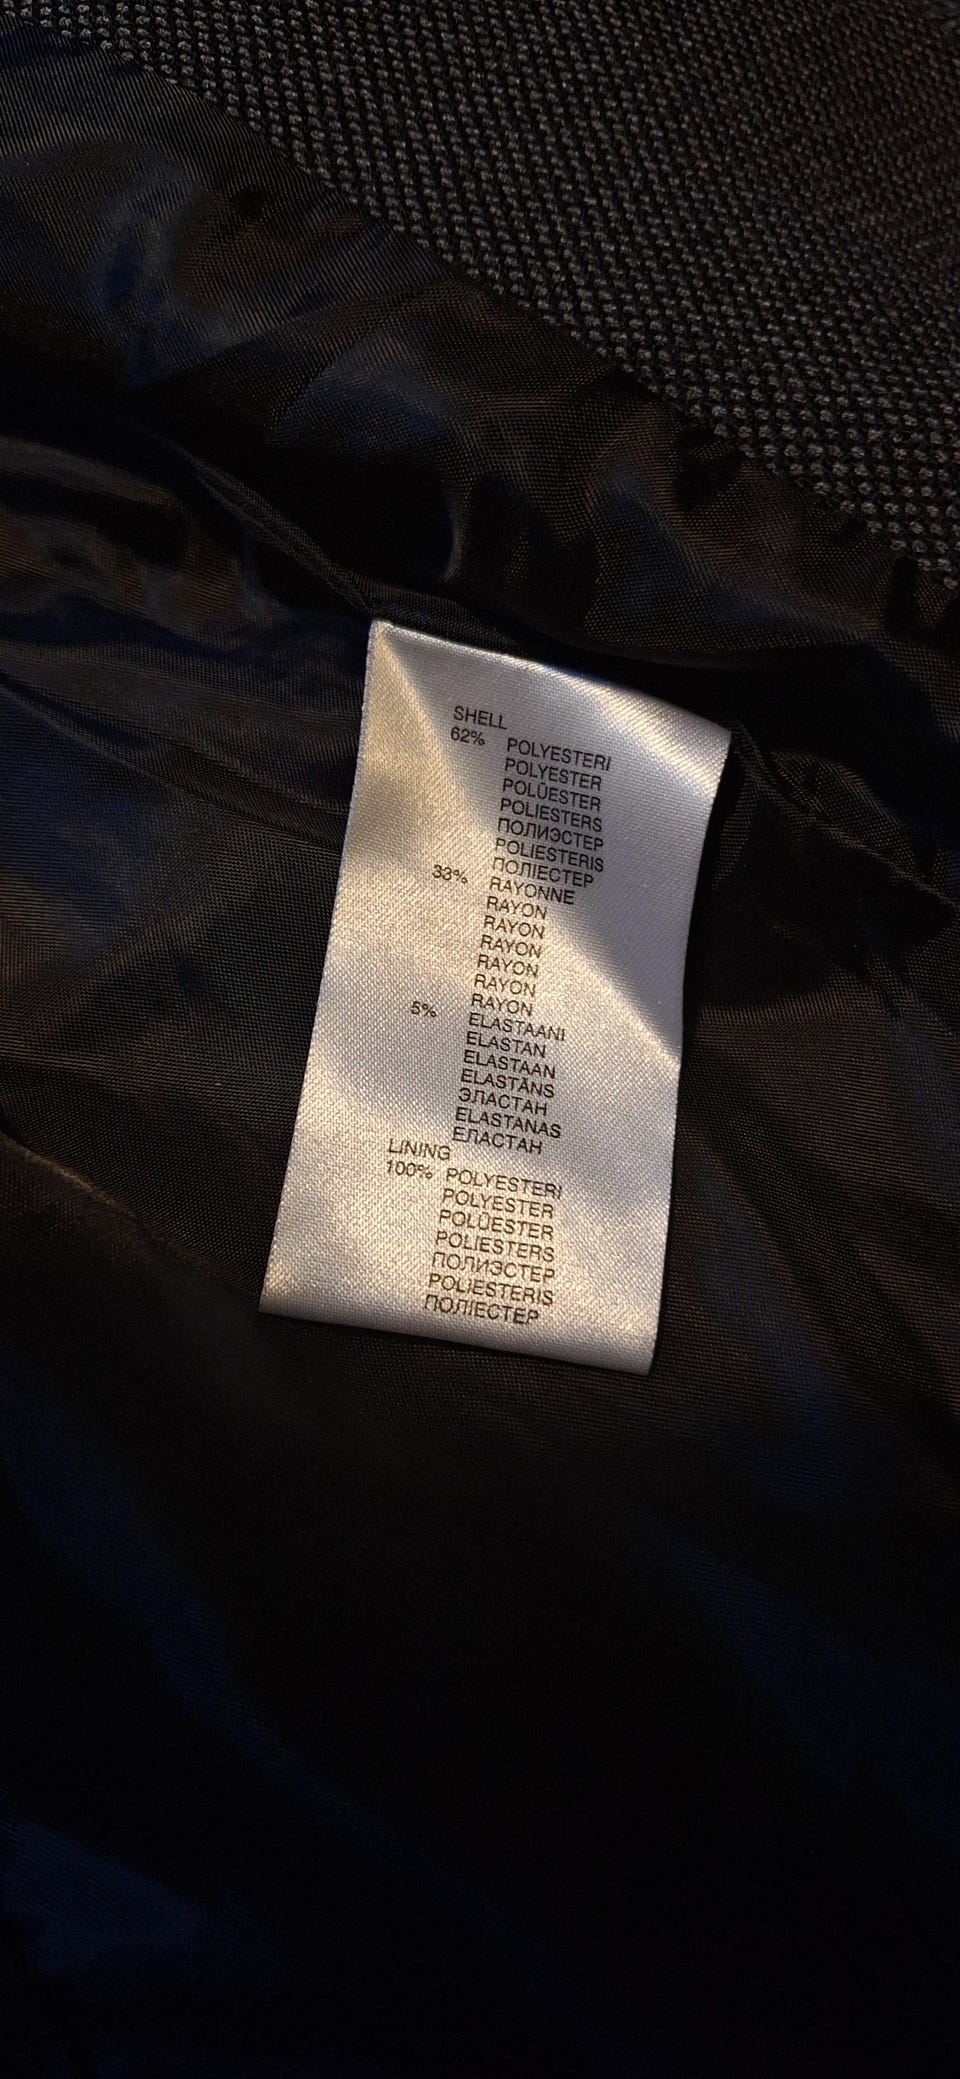 SHELL
62% POLYESTERI
POLYESTER
POLÜESTER
POLIESTERS
ПОЛИЭСТЕР
POLIESTERIS
ПОЛІЕСТЕР
33% RAYONNE
RAYON
RAYON
RAYON
RAYON
RAYON
RAYON
5% ELASTAANI
ELASTAN
ELASTAAN
ELASTĀNS
ЭЛАСТАН
ELASTANAS
ЕЛАСТАН
LINING
100% POLYESTERI
POLYESTER
POLÜESTER
POLIESTERS
ПОЛИЭСТЕР
POLIESTERIS
ПОЛІЕСТЕР